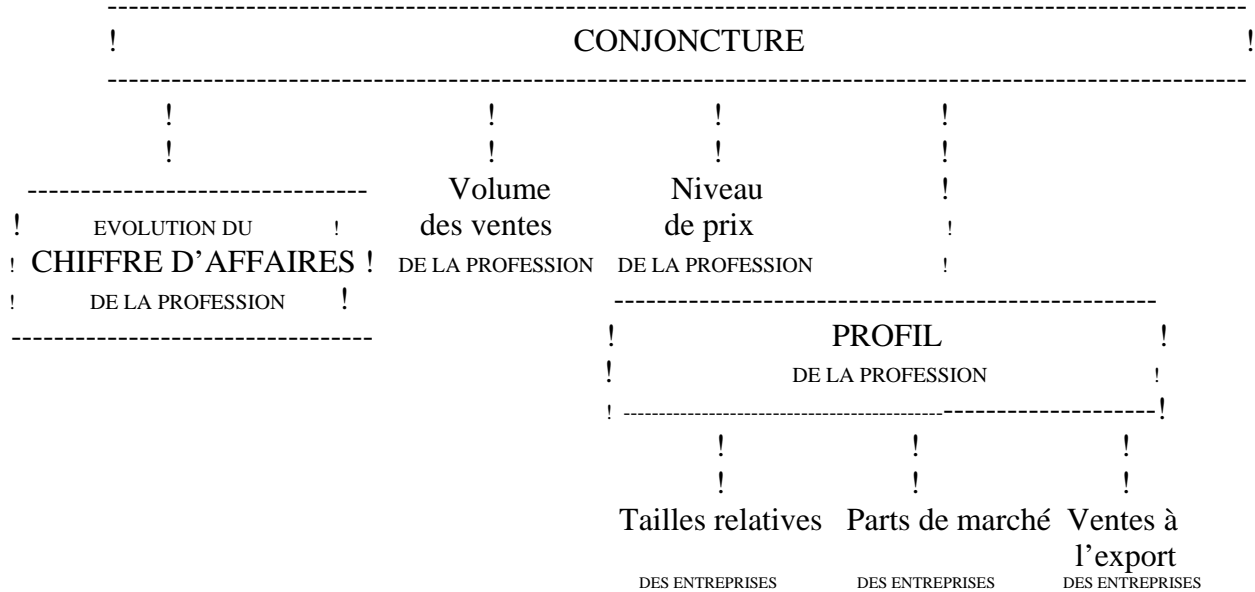 CONJONCTURE
EVOLUTION DU
CHIFFRE D’AFFAIRES
DE LA PROFESSION
Volume
des ventes
DE LA PROFESSION
Niveau
de prix
DE LA PROFESSION
PROFIL
DE LA PROFESSION
Tailles relatives
DES ENTREPRISES
Parts de marché
DES ENTREPRISES
Ventes à
l’export
DES ENTREPRISES